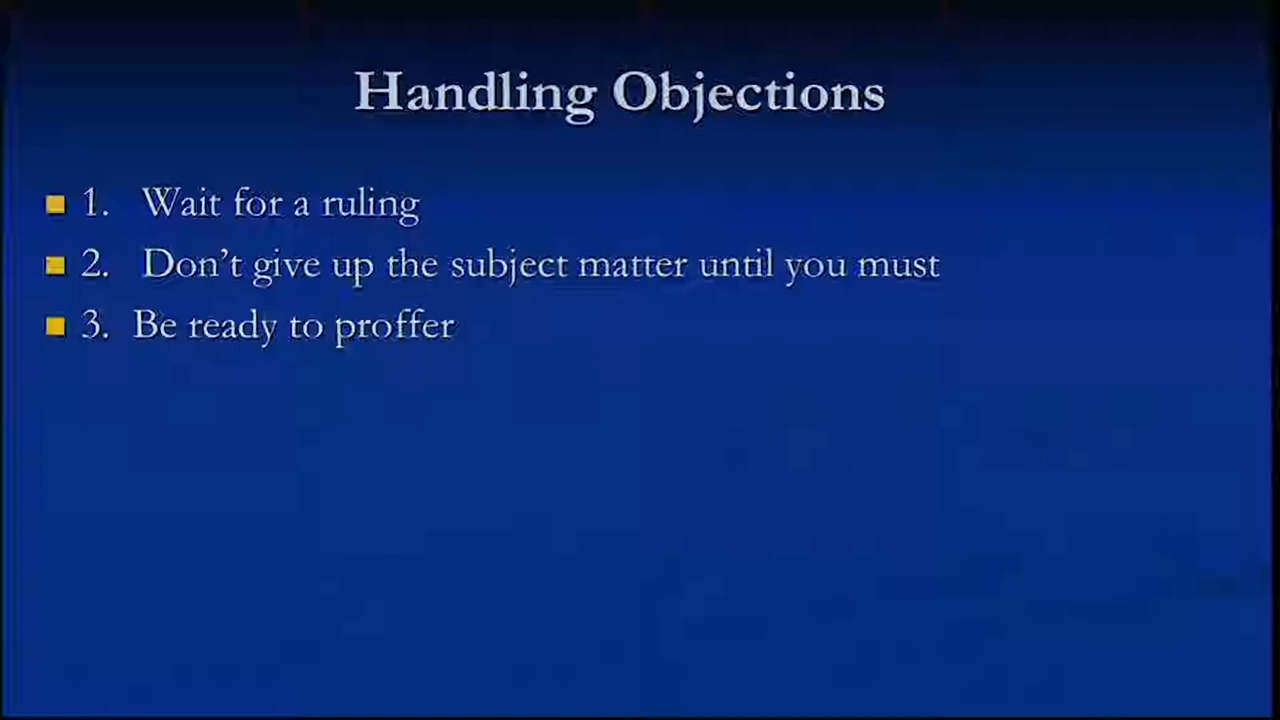 Handling Objections
1. Wait for a ruling
2. Don't give up the subject matter until you must
3. Be ready to proffer